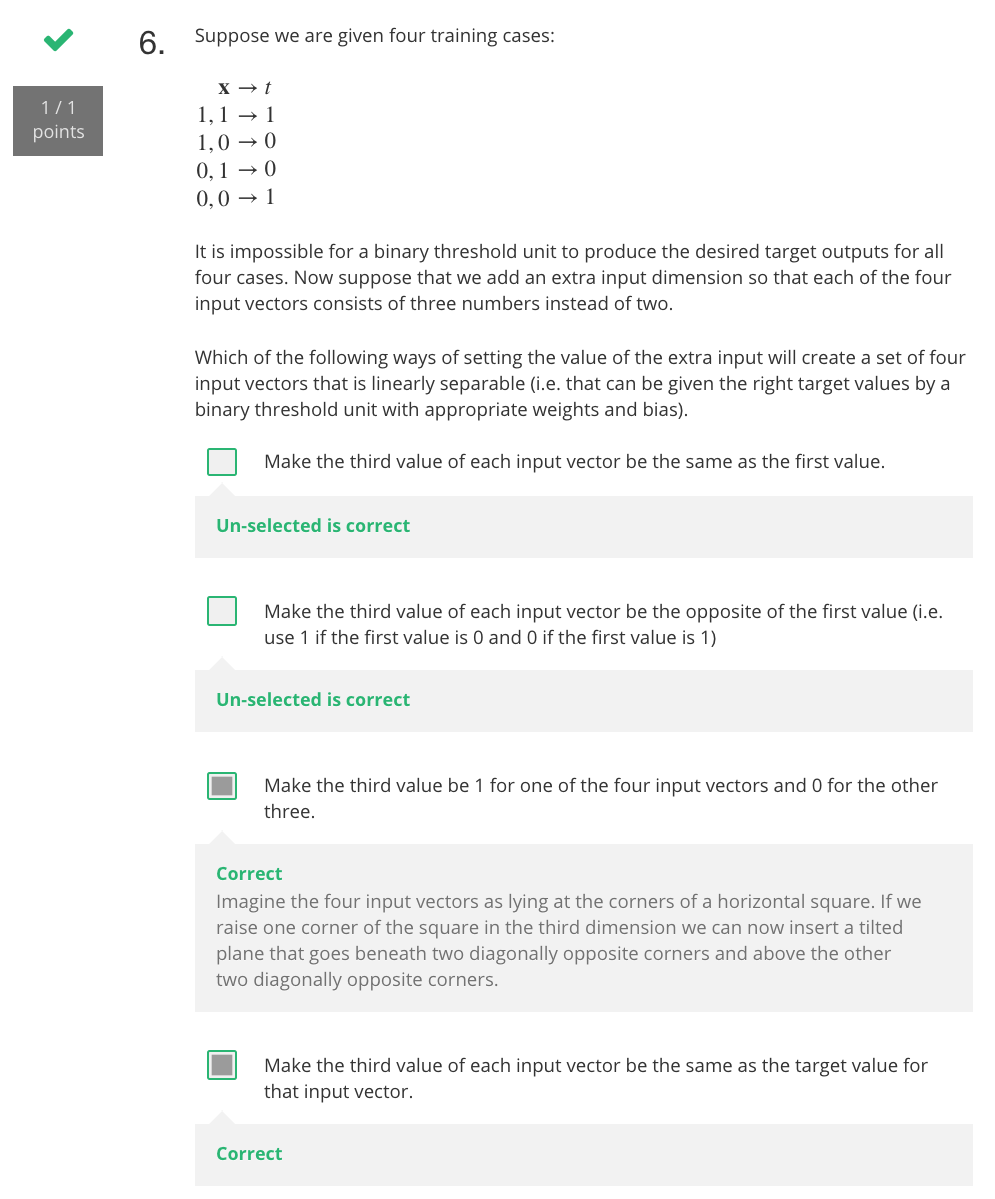 6.
Suppose we are given four training cases:
1 / 1
points
x → t
1, 1 → 1
1, 0 → 0
0, 1 → 0
0, 0 → 1
It is impossible for a binary threshold unit to produce the desired target outputs for all
four cases. Now suppose that we add an extra input dimension so that each of the four
input vectors consists of three numbers instead of two.
Which of the following ways of setting the value of the extra input will create a set of four
input vectors that is linearly separable (i.e. that can be given the right target values by a
binary threshold unit with appropriate weights and bias).
Make the third value of each input vector be the same as the first value.
Un-selected is correct
Make the third value of each input vector be the opposite of the first value (i.e.
use 1 if the first value is 0 and 0 if the first value is 1)
Un-selected is correct
Make the third value be 1 for one of the four input vectors and 0 for the other
three.
Correct
Imagine the four input vectors as lying at the corners of a horizontal square. If we
raise one corner of the square in the third dimension we can now insert a tilted
plane that goes beneath two diagonally opposite corners and above the other
two diagonally opposite corners.
Make the third value of each input vector be the same as the target value for
that input vector.
Correct